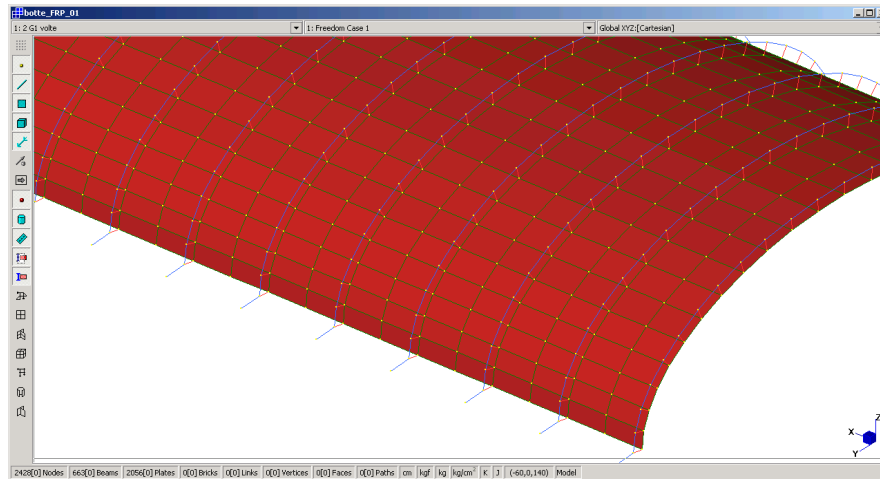 botte_FRP_01
1: 2 G1 volte 1: Freedom Case 1 Global XYZ:[Cartesian]
Z
X
Y
2428[0] Nodes 663[0] Beams 2056[0] Plates 0[0] Bricks 0[0] Links 0[0] Vertices 0[0] Faces 0[0] Paths cm kgf kg kg/cm² K J (-60,0,140) Model